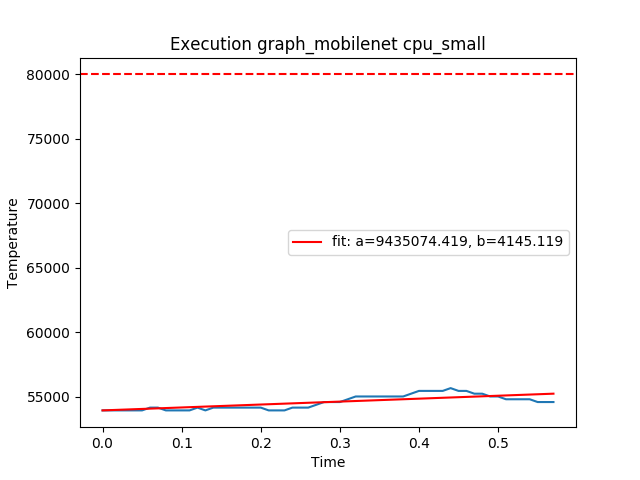 Execution graph_mobilenet cpu_small
80000
75000
70000
65000
60000
55000
Temperature
fit: a=9435074.419, b=4145.119
0.0 0.1 0.2 0.3 0.4 0.5
Time